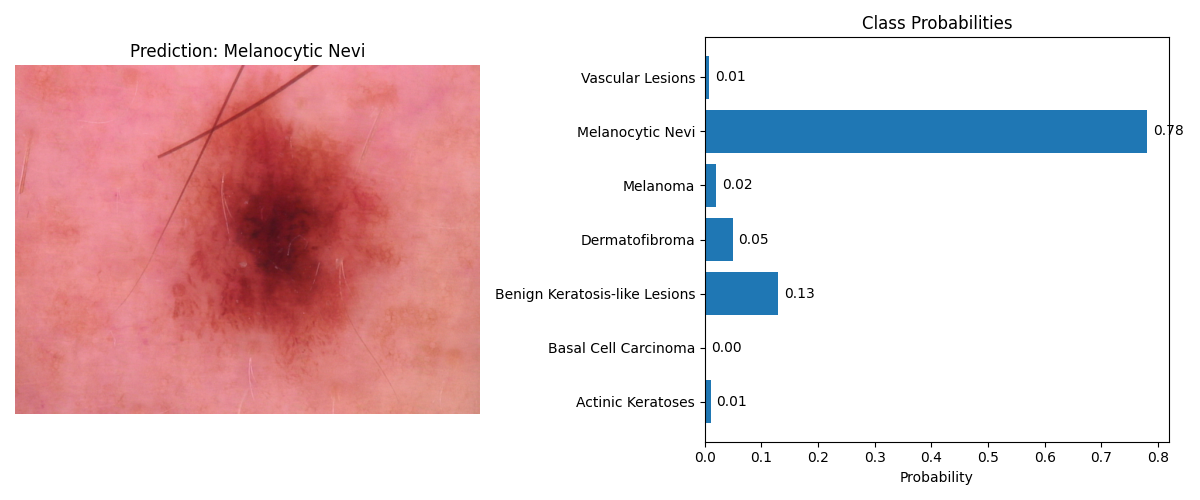 Prediction: Melanocytic Nevi
Class Probabilities
Vascular Lesions
0.01
Melanocytic Nevi
0.78
Melanoma
0.02
Dermatofibroma
0.05
Benign Keratosis-like Lesions
0.13
Basal Cell Carcinoma
0.00
Actinic Keratoses
0.01
0.0 0.1 0.2 0.3 0.4 0.5 0.6 0.7 0.8
Probability